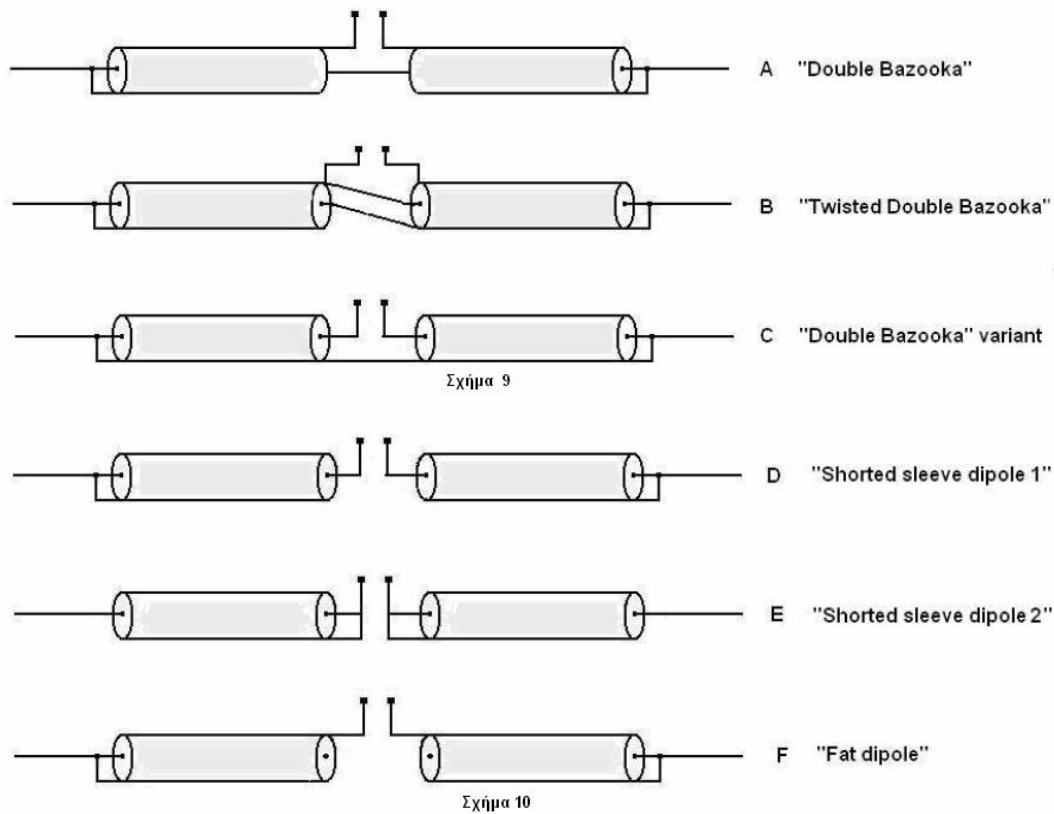 A "Double Bazooka"
B "Twisted Double Bazooka"
C "Double Bazooka" variant
Σχήμα 9
D "Shorted sleeve dipole 1"
E "Shorted sleeve dipole 2"
F "Fat dipole"
Σχήμα 10